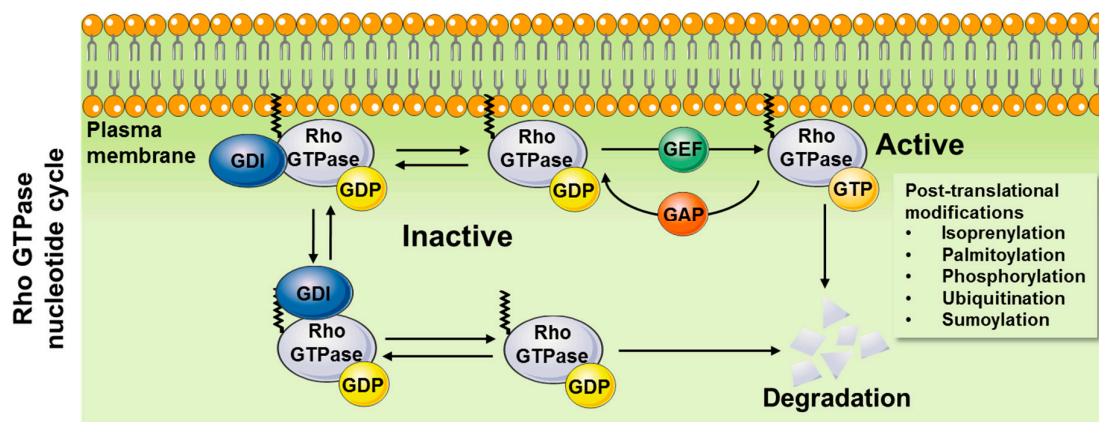 Rho GTPase
nucleotide cycle
Plasma
membrane
GDI
Rho
GTPase
GDP
Rho
GTPase
GDP
GEF
GAP
Rho
GTPase
GTP
Active
Inactive
Post-translational
modifications
• Isoprenylation
• Palmitoylation
• Phosphorylation
• Ubiquitination
• Sumoylation
GDI
Rho
GTPase
GDP
Rho
GTPase
GDP
Degradation